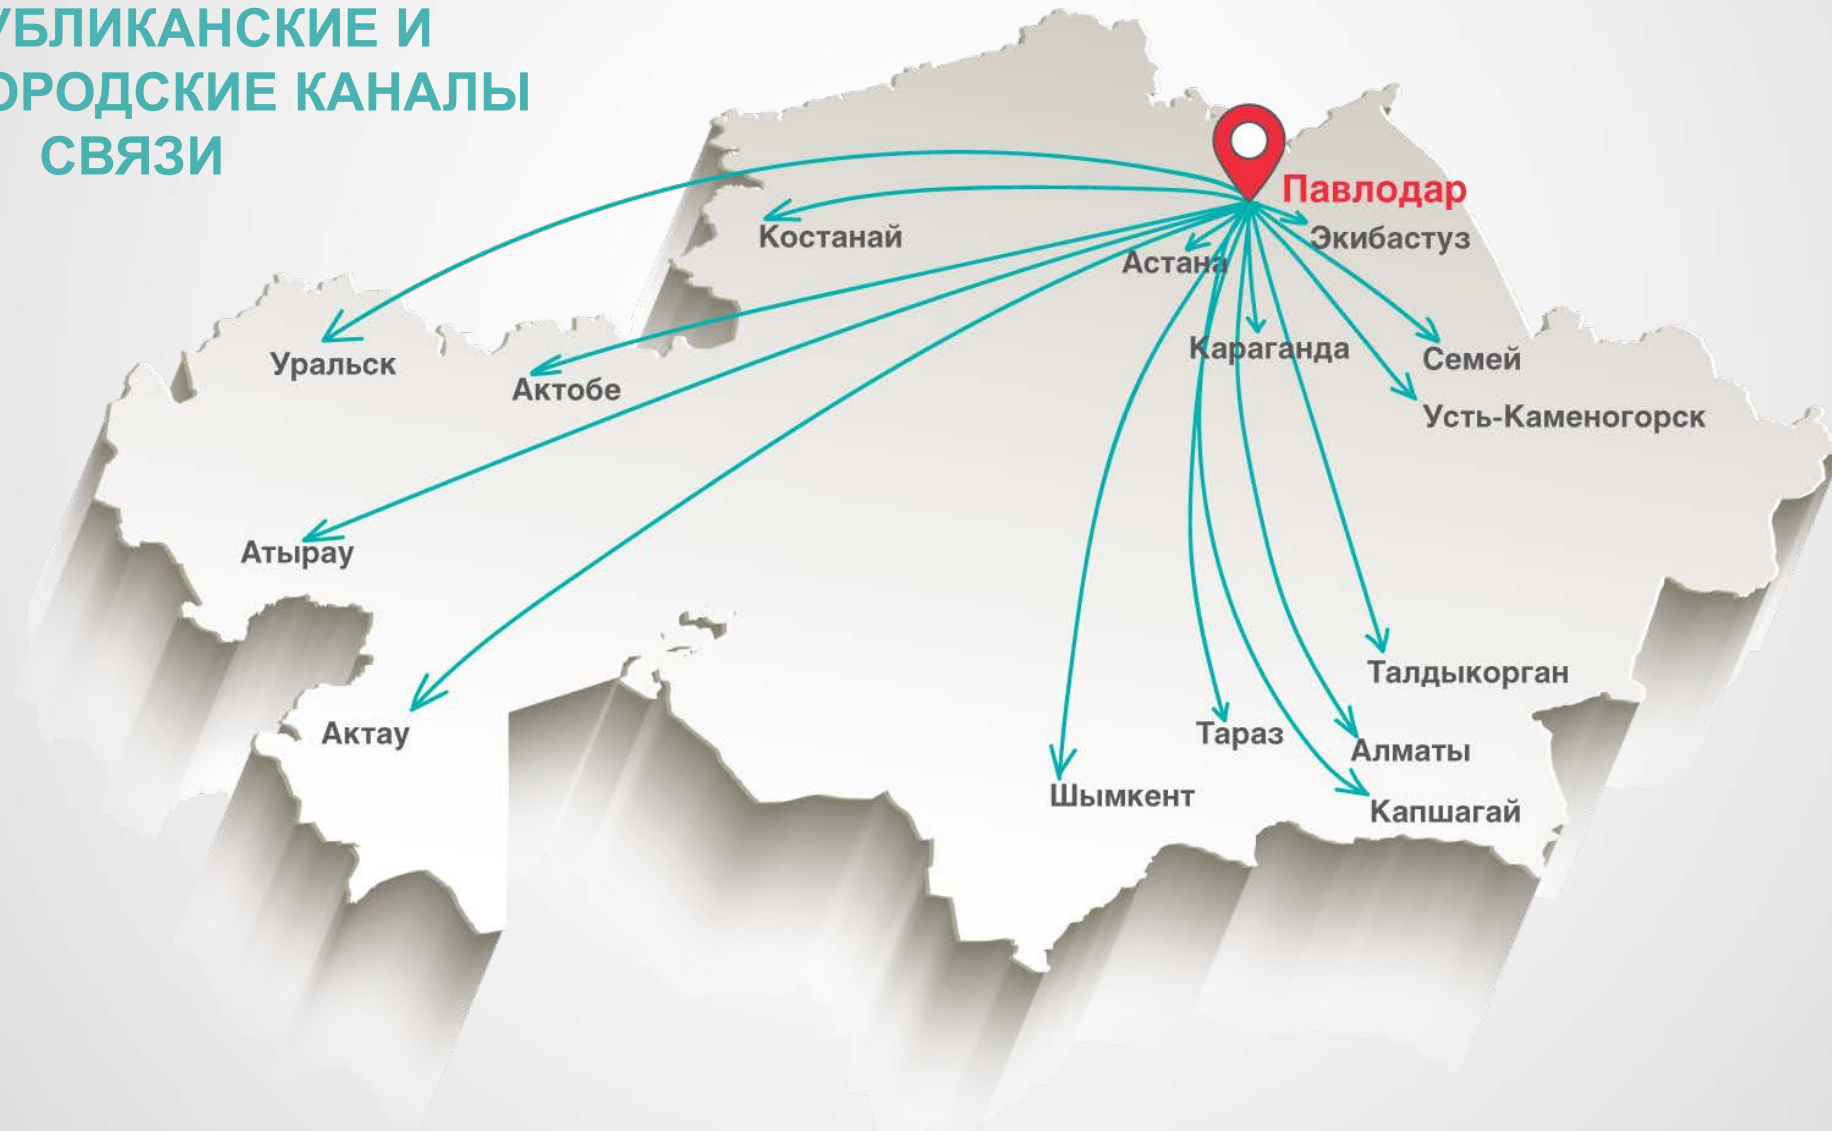 УБЛИКАНСКИЕ И
ОРОДСКИЕ КАНАЛЫ
СВЯЗИ
Павлодар
Костанай
Экибастуз
Астана
Караганда
Семей
Уральск
Актобе
Усть-Каменогорск
Атырау
Талдыкорган
Актау
Тараз
Алматы
Шымкент
Капшагай